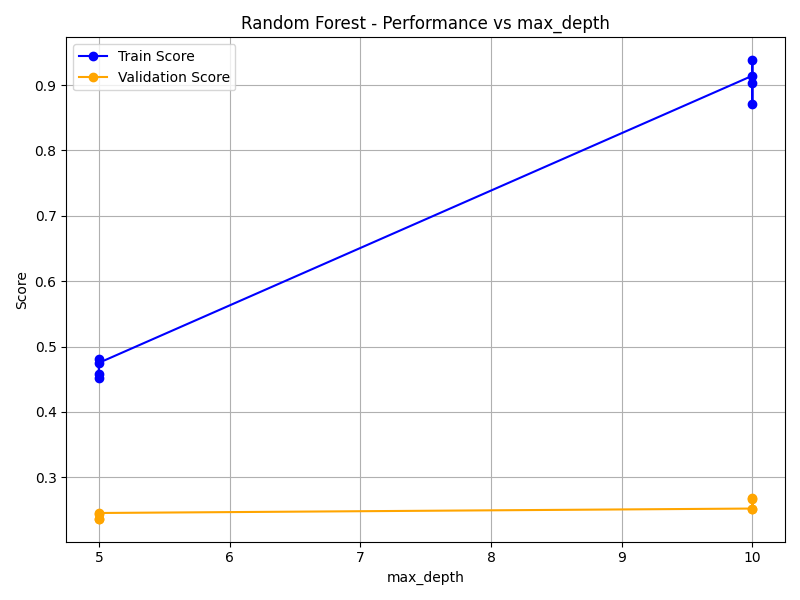 Random Forest - Performance vs max_depth
Train Score
Validation Score
Score
0.9
0.8
0.7
0.6
0.5
0.4
0.3
5 6 7 8 9 10
max_depth